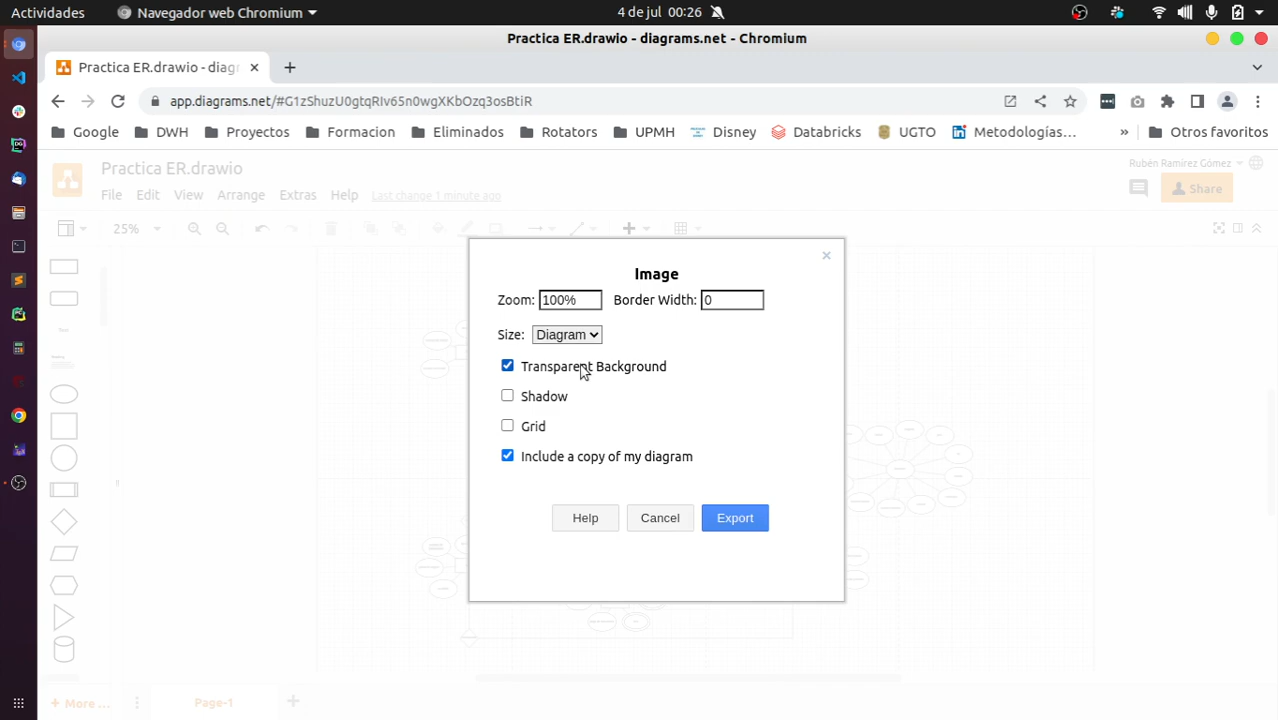 Actividades
Navegador web Chromium
4 de jul 00:26
Practica ER.drawio - diagrams.net - Chromium
Practica ER.drawio - diag
app.diagrams.net/#G1zShuzU0gtqRIv65n0wgXKbOzq3osBtiR
Google DWH Proyectos Formacion Eliminados Rotators UPMH Disney Databricks UGTO Metodologías... » Otros favoritos
Practica ER.drawio
Rubén Ramírez Gómez
File Edit View Arrange Extras Help Last change 1 minute ago
Share
25%
Image
Zoom: 100% Border Width: 0
Size: Diagram
Transparent Background
Shadow
Grid
Include a copy of my diagram
Help Cancel Export
+ More ...
Page-1